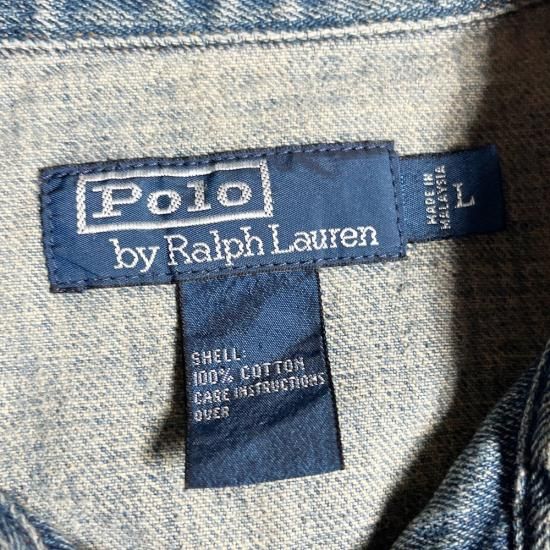 Polo
by Ralph Lauren
MADE IN
MALAYSIA
L
SHELL:
100% COTTON
CARE INSTRUCTIONS
OVER